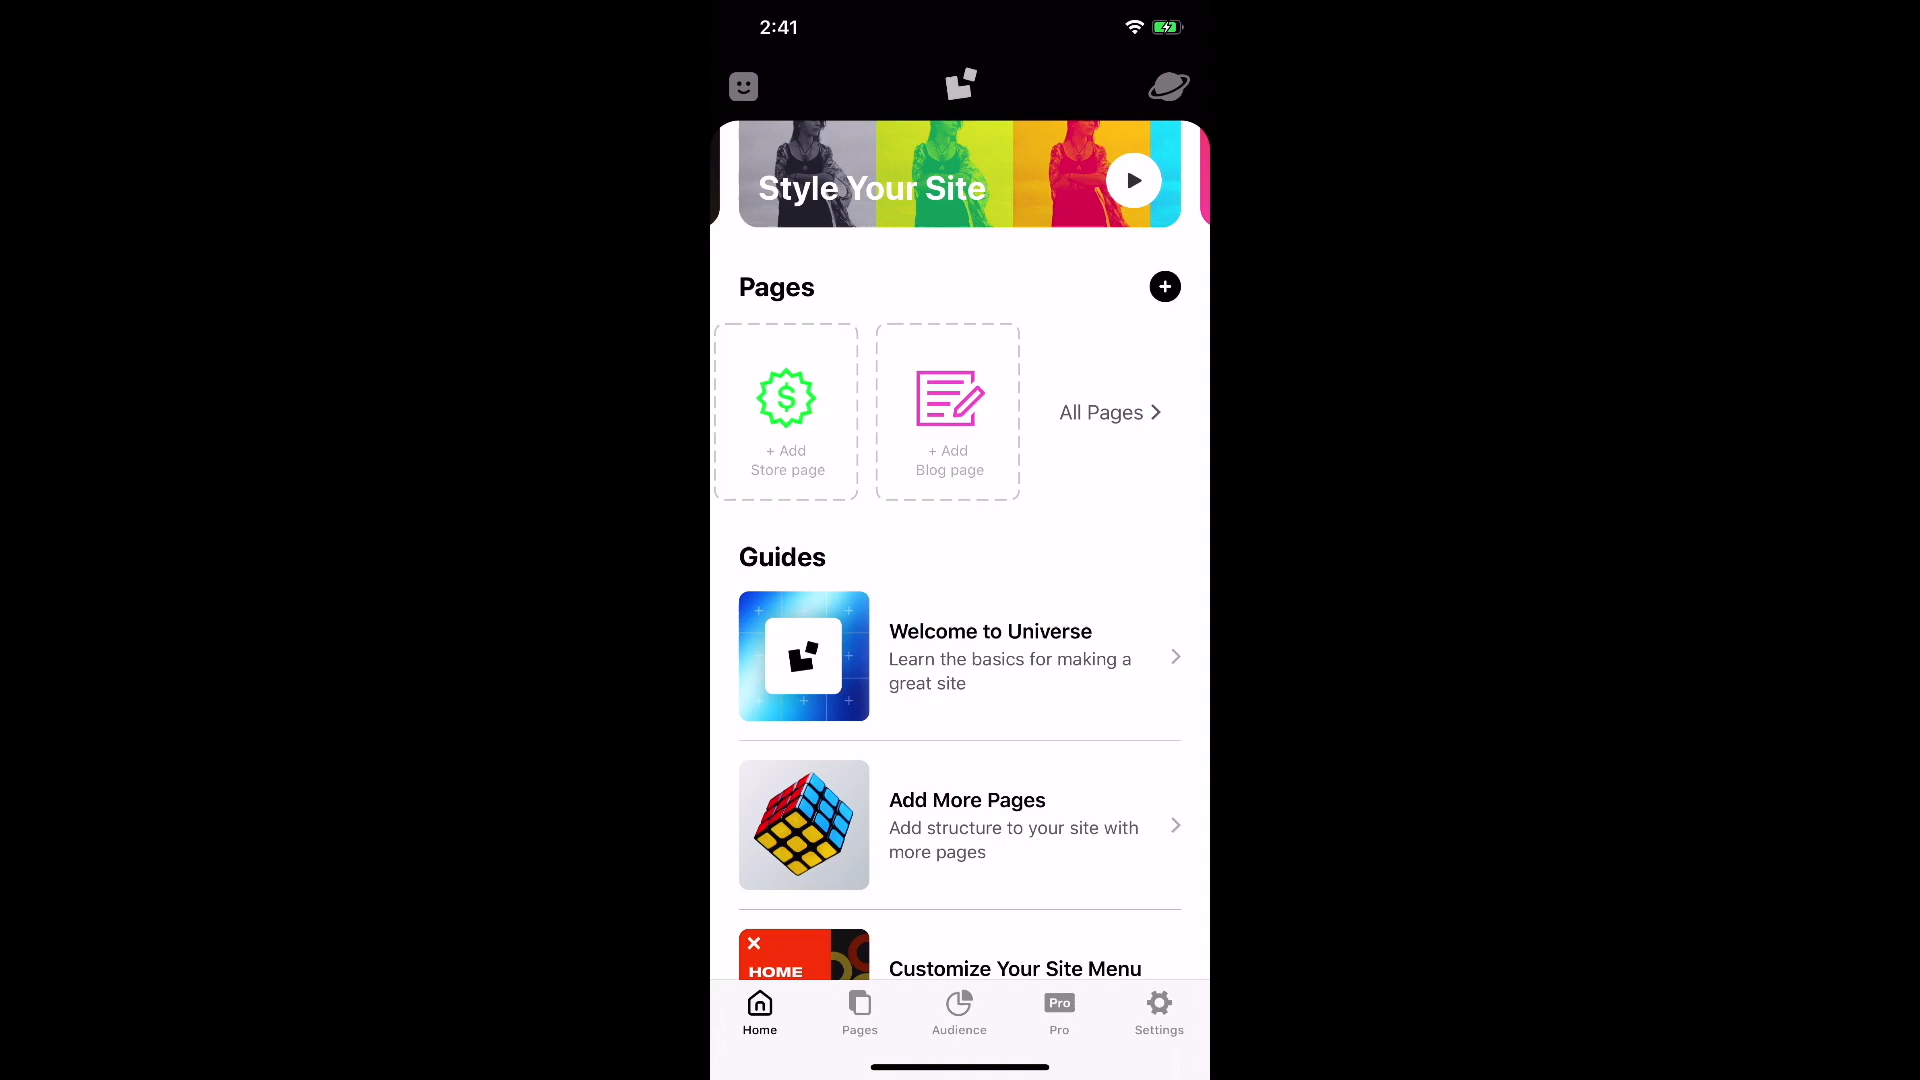 2:41
Style Your Site
Pages
+ Add
Store page
+ Add
Blog page
All Pages
Guides
Welcome to Universe
Learn the basics for making a
great site
Add More Pages
Add structure to your site with
more pages
HOME
Customize Your Site Menu
Home
Pages
Audience
Pro
Pro
Settings